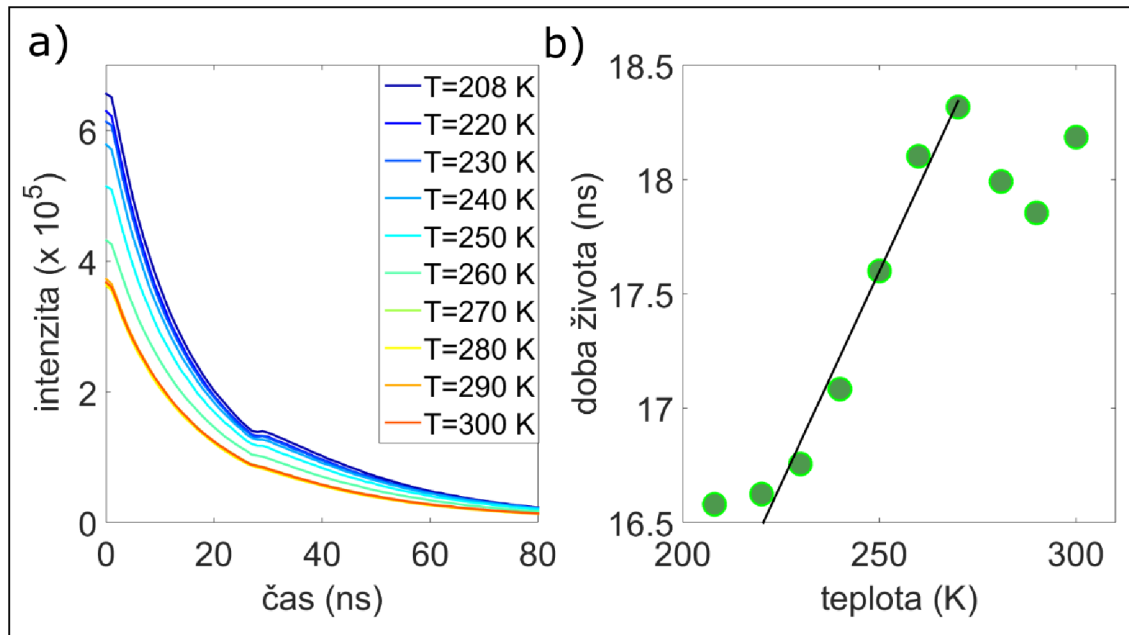 a)
intenzita (x 10^5)
6
4
2
0
0 20 40 60 80
čas (ns)
T=208 K
T=220 K
T=230 K
T=240 K
T=250 K
T=260 K
T=270 K
T=280 K
T=290 K
T=300 K
b)
doba života (ns)
18.5
18
17.5
17
16.5
200 250 300
teplota (K)